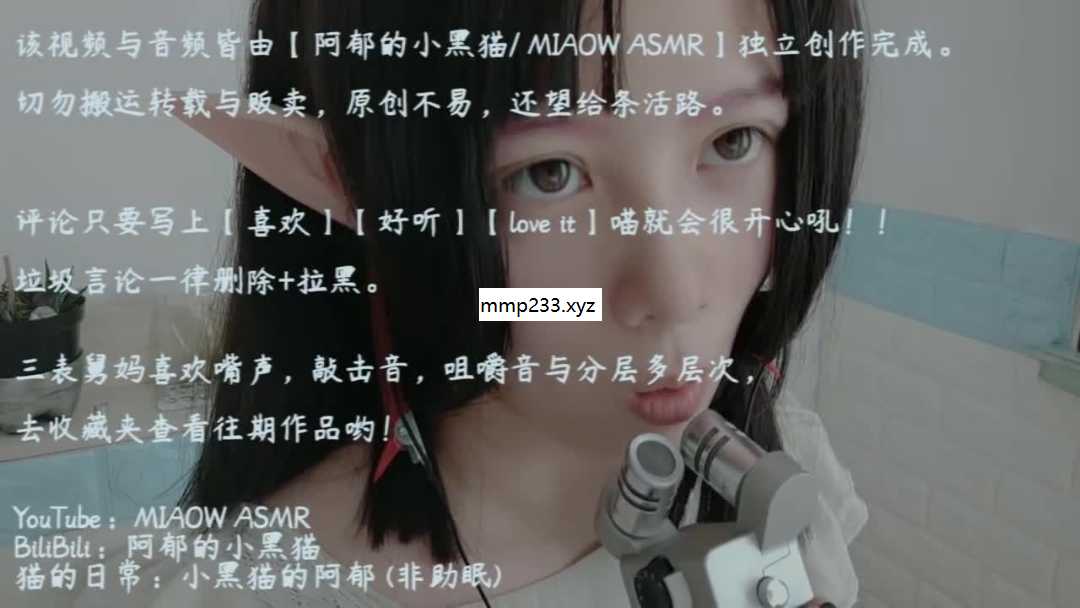 该视频与音频皆由【阿郁的小黑猫/ MIAOW ASMR】独立创作完成。
切勿搬运转载与贩卖，原创不易，还望给条活路。
评论只要写上【喜欢】【好听】【love it】喵就会很开心吼！！
垃圾言论一律删除+拉黑。
mmp233.xyz
三表舅妈喜欢嘴声，敲击音，咀嚼音与分层多层次，
去收藏夹查看往期作品哟！
YouTube：MIAOW ASMR
BiliBili：阿郁的小黑猫
猫的日常：小黑猫的阿郁 (非助眠)